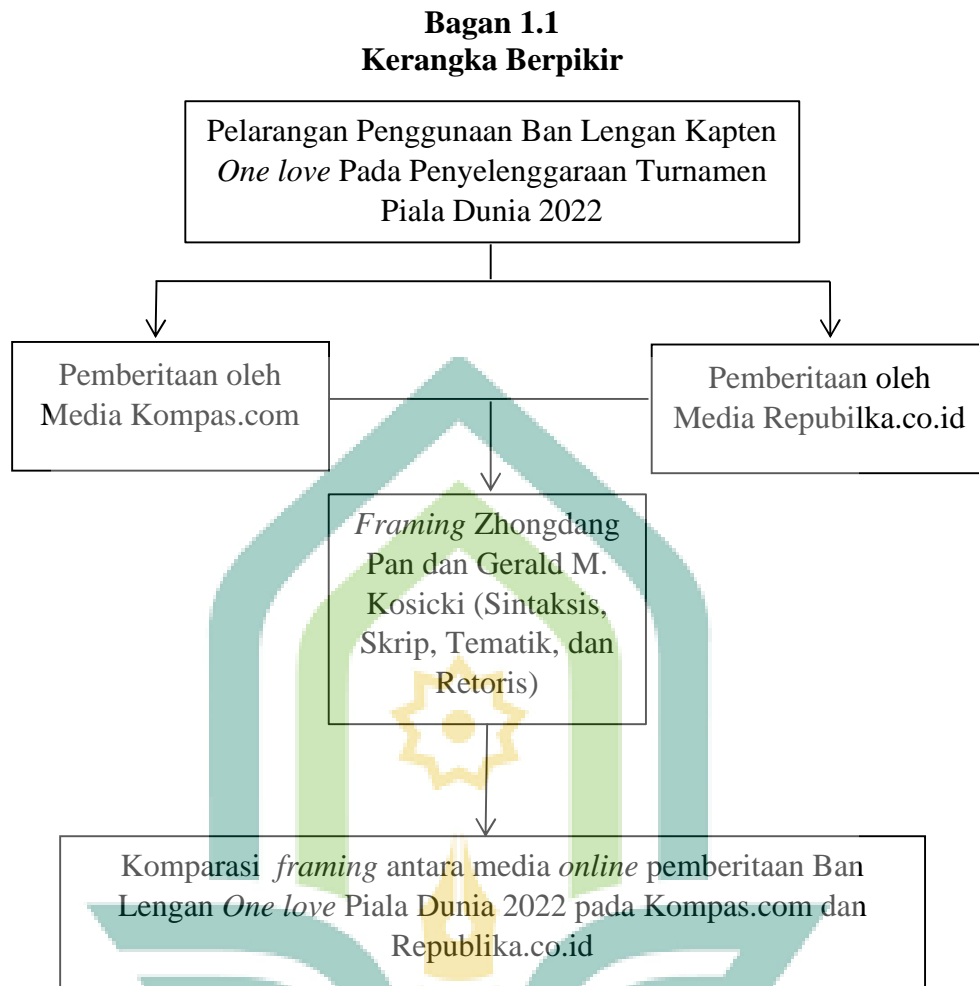 Bagan 1.1
Kerangka Berpikir
Pelarangan Penggunaan Ban Lengan Kapten
One love Pada Penyelenggaraan Turnamen
Piala Dunia 2022
Pemberitaan oleh
Media Kompas.com
Pemberitaan oleh
Media Repubilka.co.id
Framing Zhongdang
Pan dan Gerald M.
Kosicki (Sintaksis,
Skrip, Tematik, dan
Retoris)
Komparasi framing antara media online pemberitaan Ban
Lengan One love Piala Dunia 2022 pada Kompas.com dan
Republika.co.id